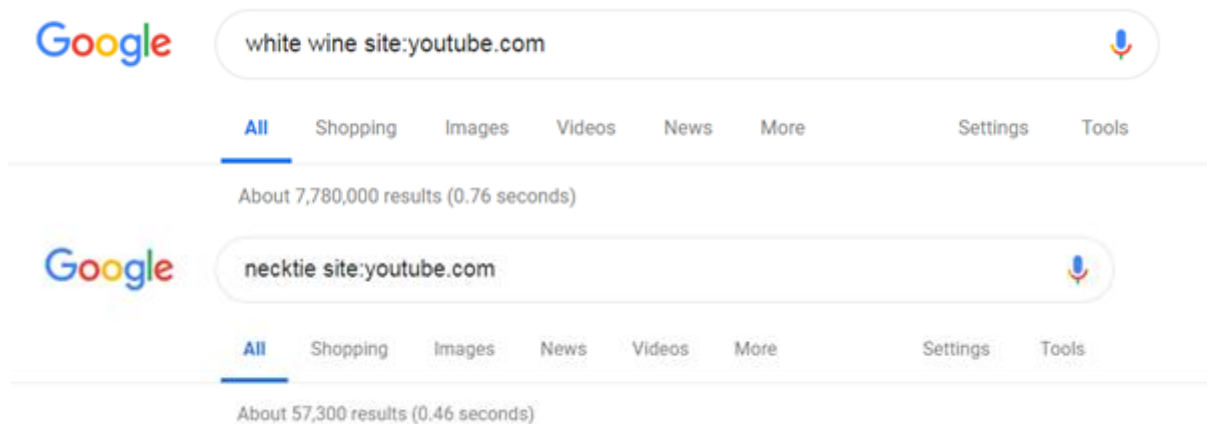 Google white wine site:youtube.com
All Shopping Images Videos News More Settings Tools
About 7,780,000 results (0.76 seconds)
Google necktie site:youtube.com
All Shopping Images News Videos More Settings Tools
About 57,300 results (0.46 seconds)